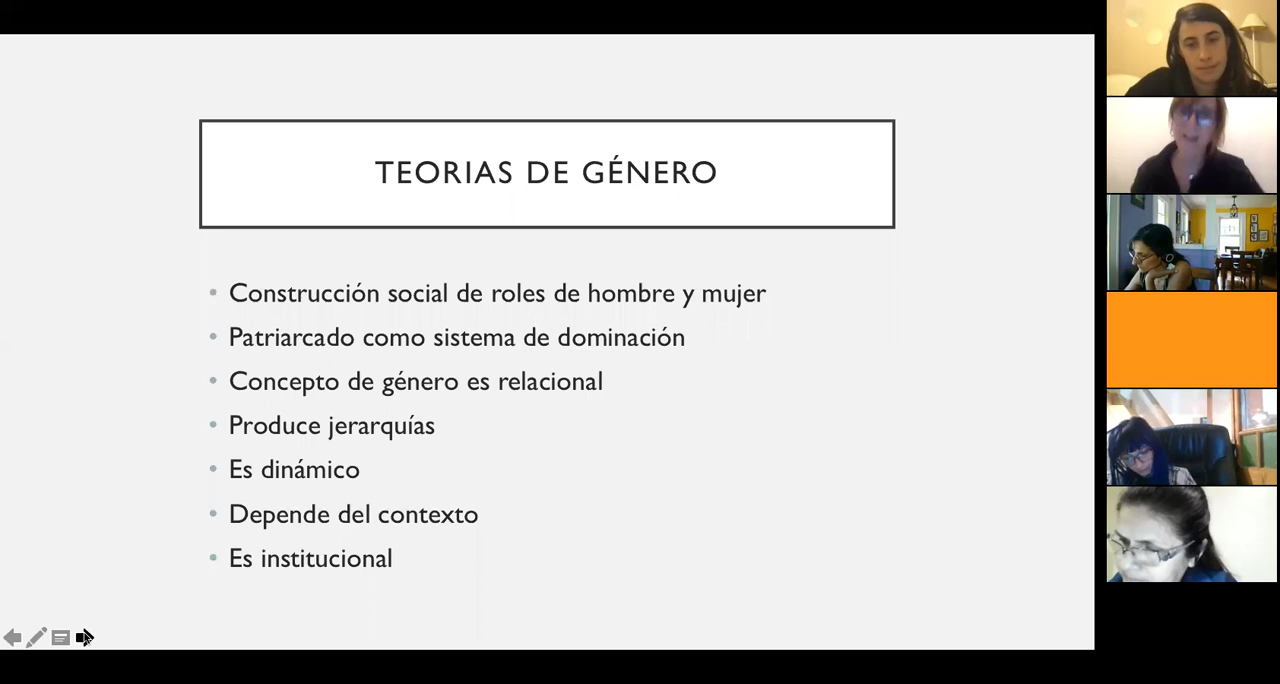 TEORIAS DE GÉNERO
Construcción social de roles de hombre y mujer
Patriarcado como sistema de dominación
Concepto de género es relacional
Produce jerarquías
Es dinámico
Depende del contexto
Es institucional